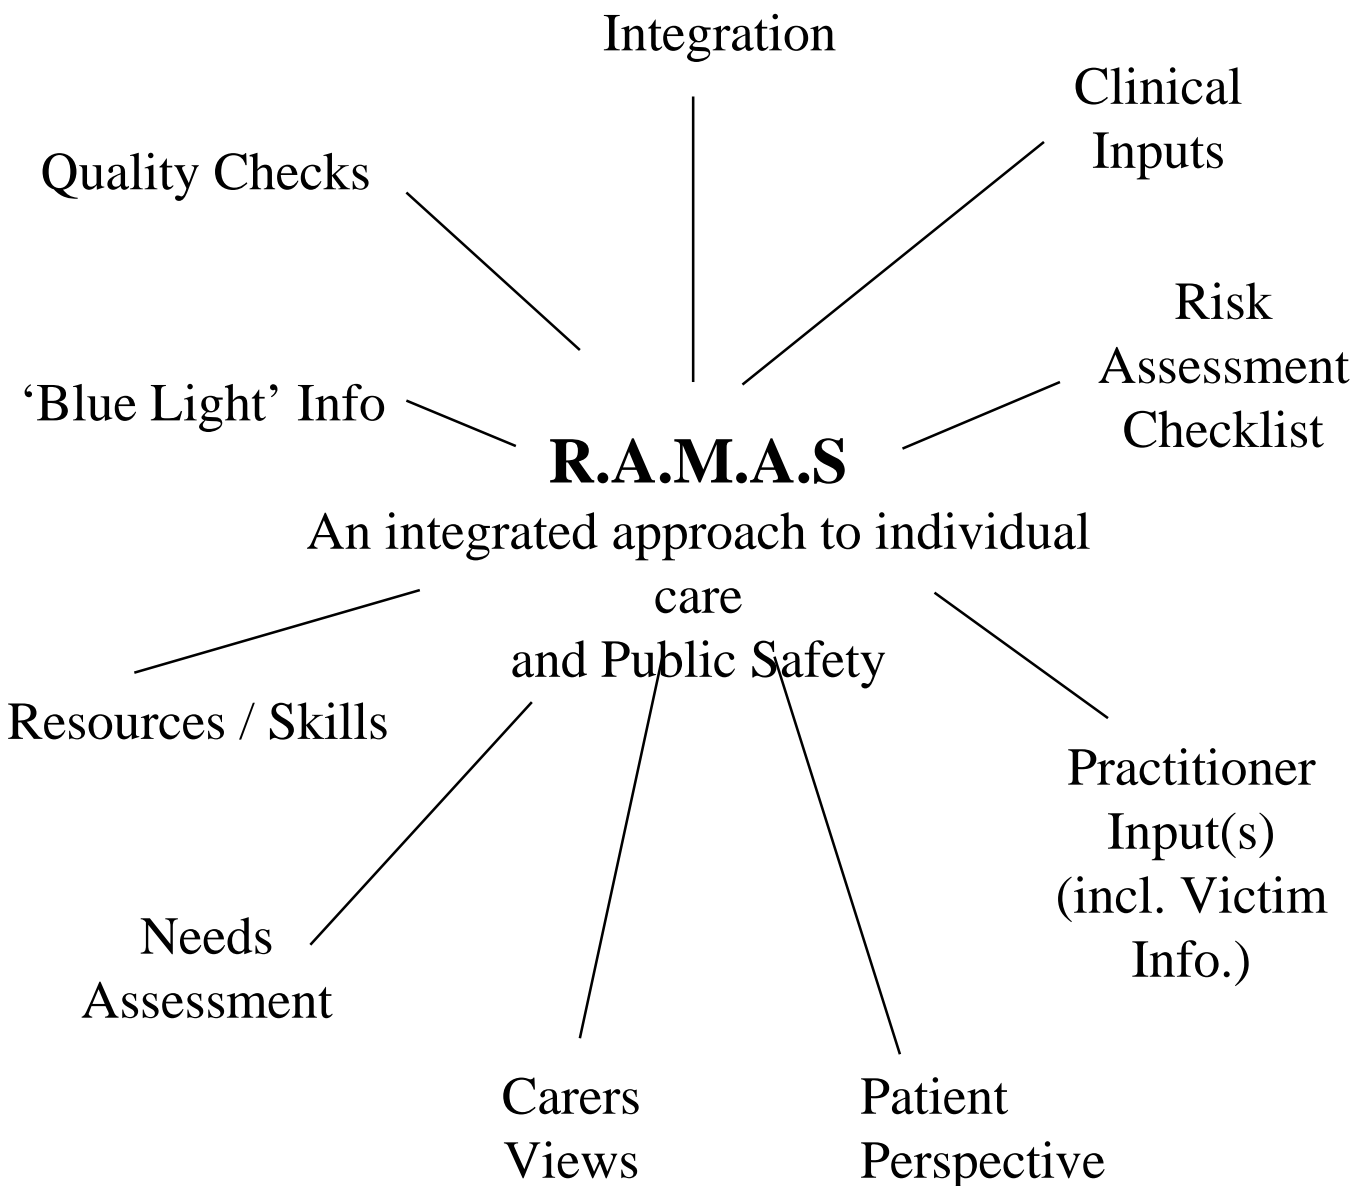 Integration
Clinical
Inputs
Quality Checks
Risk
Assessment
Checklist
‘Blue Light’ Info
R.A.M.A.S
An integrated approach to individual
care
and Public Safety
Resources / Skills
Practitioner
Input(s)
(incl. Victim
Info.)
Needs
Assessment
Carers
Views
Patient
Perspective